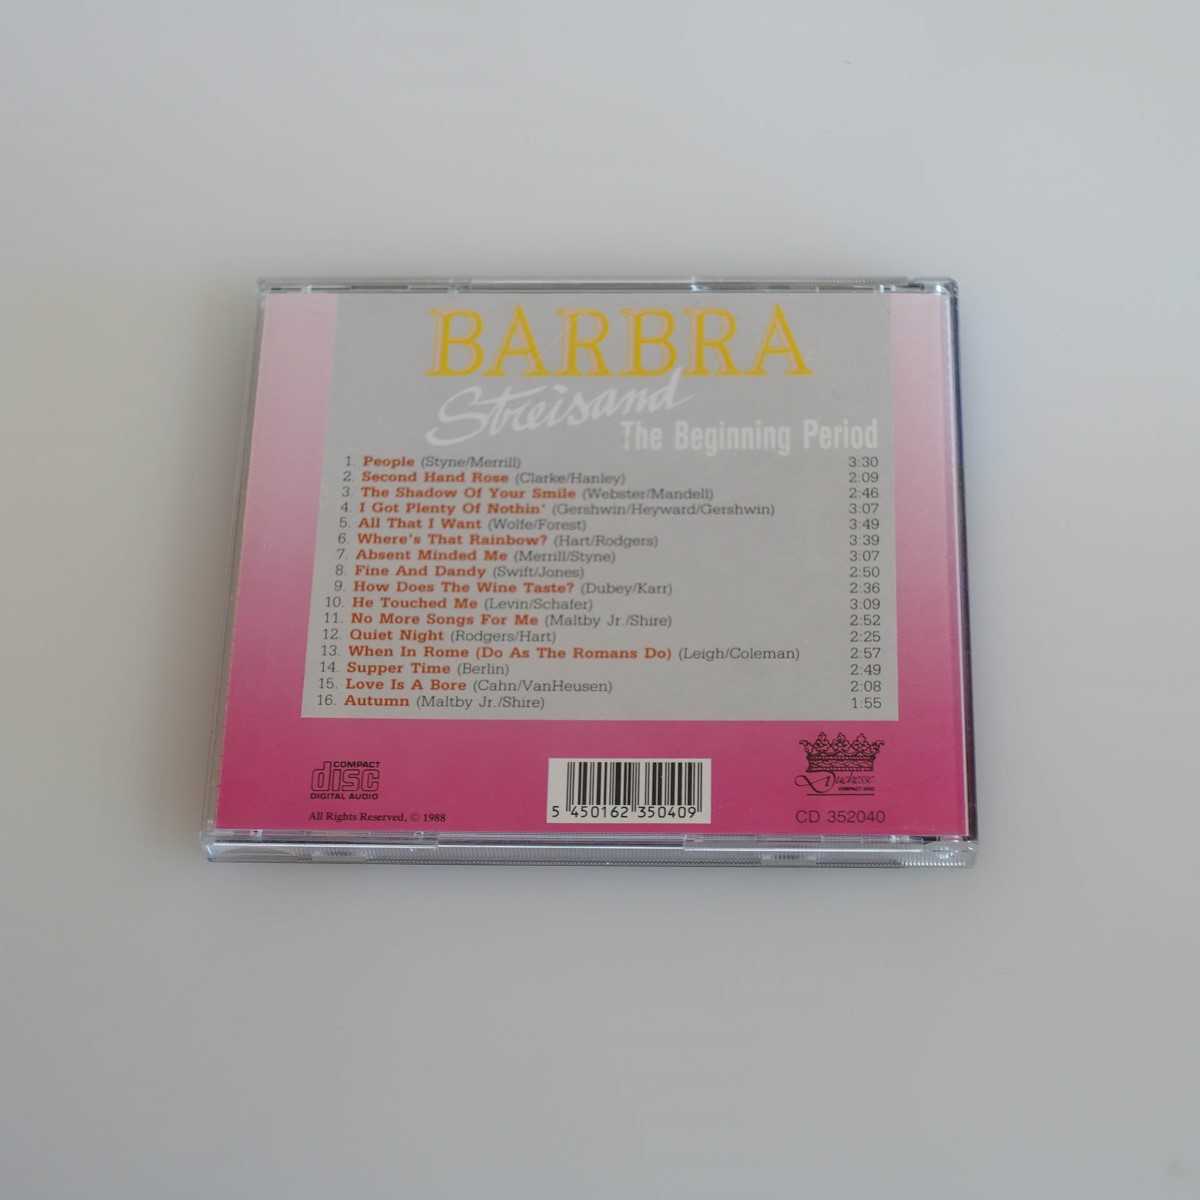 BARBRA
Streisand
The Beginning Period
1. People (Styne/Merrill) 3:30
2. Second Hand Rose (Clarke/Hanley) 2:09
3. The Shadow Of Your Smile (Webster/Mandell) 2:46
4. I Got Plenty Of Nothin' (Gershwin/Heyward/Gershwin) 3:07
5. All That I Want (Wolfe/Forest) 3:49
6. Where's That Rainbow? (Hart/Rodgers) 3:39
7. Absent Minded Me (Merrill/Styne) 3:07
8. Fine And Dandy (Swift/Jones) 2:50
9. How Does The Wine Taste? (Dubey/Karr) 2:36
10. He Touched Me (Levin/Schafer) 3:09
11. No More Songs For Me (Maltby Jr./Shire) 2:52
12. Quiet Night (Rodgers/Hart) 2:25
13. When In Rome (Do As The Romans Do) (Leigh/Coleman) 2:57
14. Supper Time (Berlin) 2:49
15. Love Is A Bore (Cahn/VanHeusen) 2:08
16. Autumn (Maltby Jr./Shire) 1:55
COMPACT
disc
DIGITAL AUDIO
All Rights Reserved, © 1988
5 450162 350409
Duchesse
COMPACT DISC
CD 352040